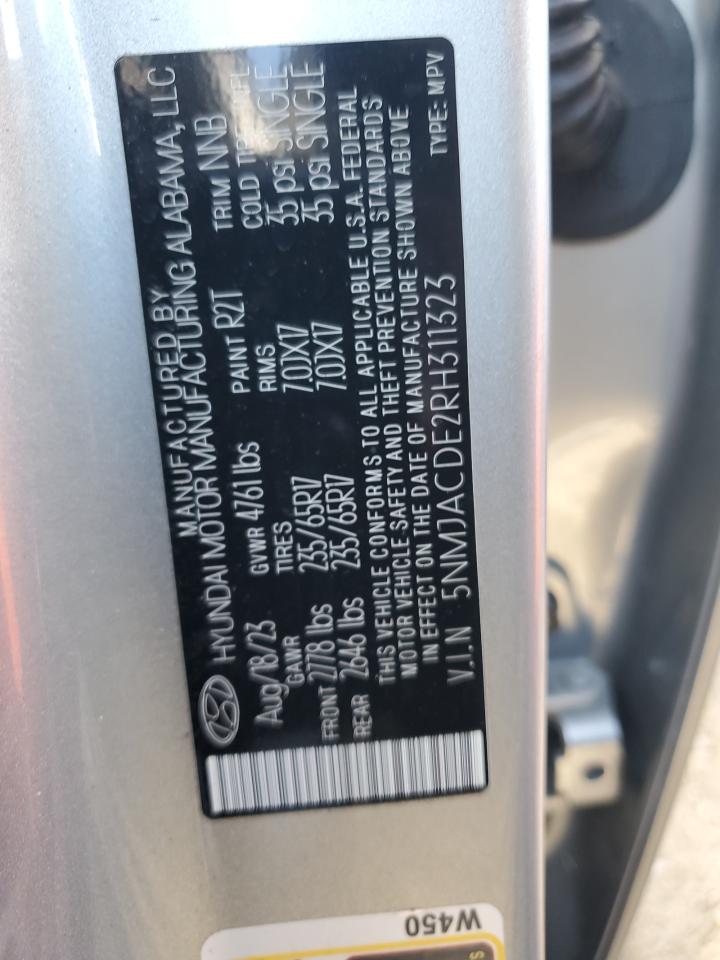 MANUFACTURED BY
HYUNDAI MOTOR MANUFACTURING ALABAMA, LLC
Aug/18/23 GVWR 4761 lbs PAINT R2T TRIM NNB
GAWR TIRES RIMS COLD
FRONT 2778 lbs 235/65R17 7.0JX17 35 psi SINGLE
REAR 2646 lbs 235/65R17 7.0JX17 35 psi SINGLE
THIS VEHICLE CONFORMS TO ALL APPLICABLE U.S.A. FEDERAL
MOTOR VEHICLE SAFETY AND THEFT PREVENTION STANDARDS
IN EFFECT ON THE DATE OF MANUFACTURE SHOWN ABOVE
V.I.N 5NMJACDE2RH311323 TYPE: MPV
W450